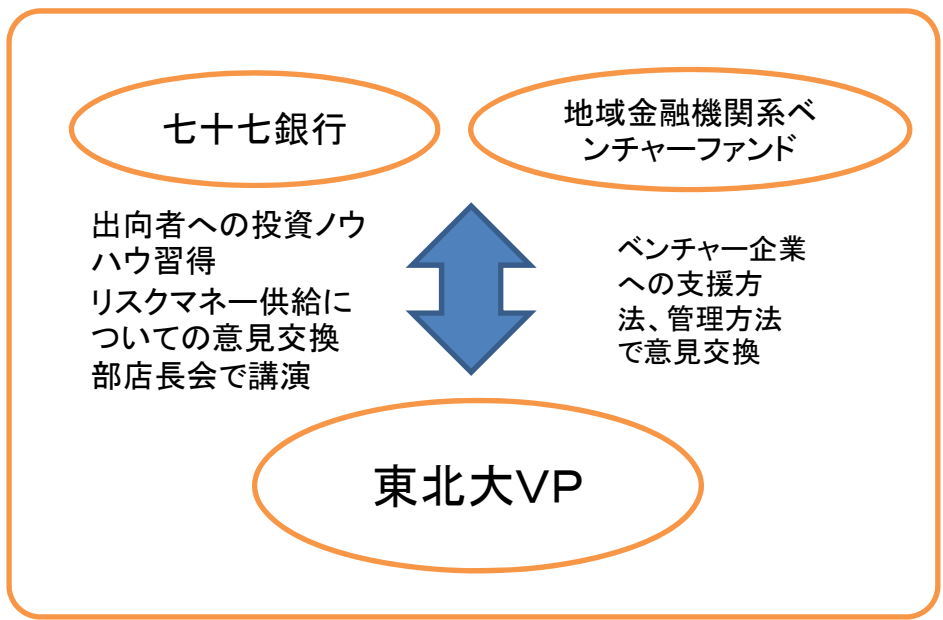 七十七銀行
地域金融機関系ベ
ンチャーファンド
出向者への投資ノウ
ハウ習得
リスクマネー供給に
ついての意見交換
部店長会で講演
ベンチャー企業
への支援方
法、管理方法
で意見交換
東北大ＶＰ